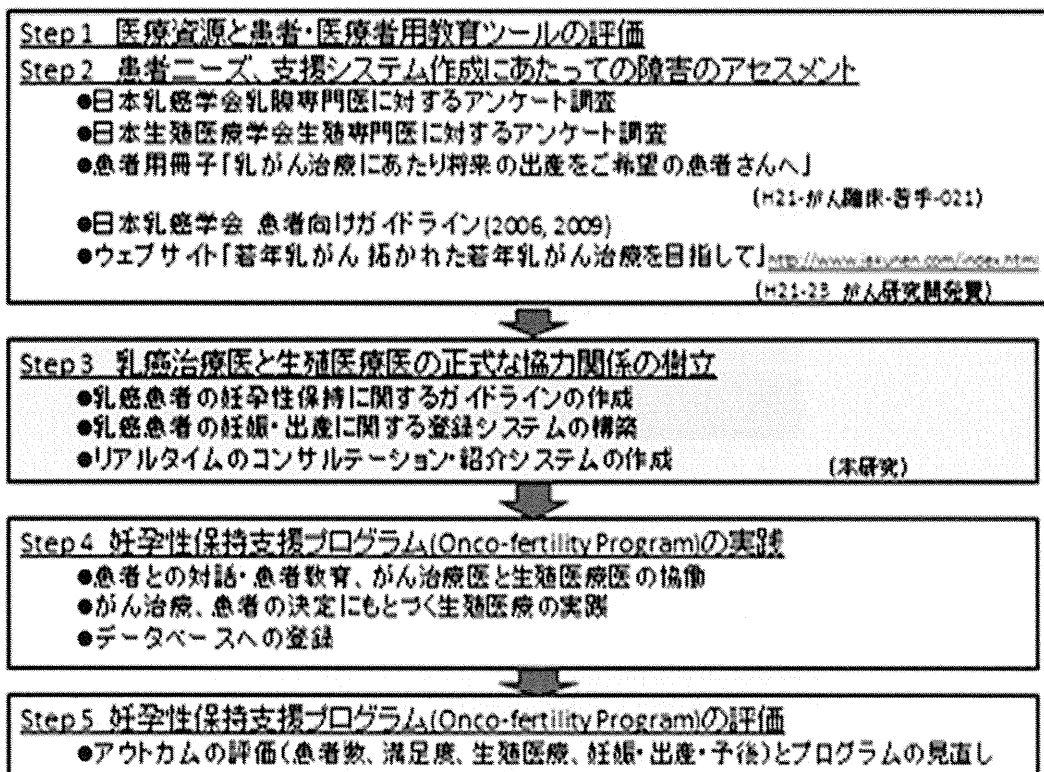 Step 1 医療資源と患者・医療者用教育ツールの評価
Step 2 患者ニーズ、支援システム作成にあたっての障害のアセスメント
●日本乳癌学会乳腺専門医に対するアンケート調査
●日本生殖医療学会生殖専門医に対するアンケート調査
●患者用冊子「乳がん治療にあたり将来の出産をご希望の患者さんへ」
(H21-がん臨床-若手-021)
●日本乳癌学会 患者向けガイドライン(2006, 2009)
●ウェブサイト「若年乳がん 拓かれた若年乳がん治療を目指して」http://www.jakunen.com/index.html
(H21-23 がん研究開発費)
Step 3 乳癌治療医と生殖医療医の正式な協力関係の樹立
●乳癌患者の妊孕性保持に関するガイドラインの作成
●乳癌患者の妊娠・出産に関する登録システムの構築
●リアルタイムのコンサルテーション・紹介システムの作成
(本研究)
Step 4 妊孕性保持支援プログラム(Onco-fertility Program)の実践
●患者との対話・患者教育、がん治療医と生殖医療医の協働
●がん治療、患者の決定にもとづく生殖医療の実践
●データベースへの登録
Step 5 妊孕性保持支援プログラム(Onco-fertility Program)の評価
●アウトカムの評価(患者数、満足度、生殖医療、妊娠・出産・予後)とプログラムの見直し